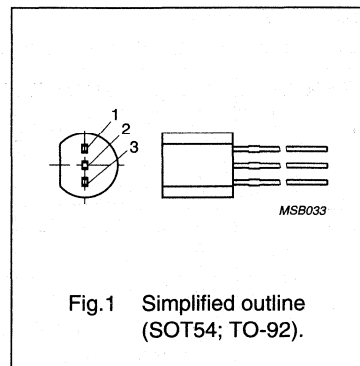 1
2
3
MSB033
Fig.1 Simplified outline
(SOT54; TO-92).